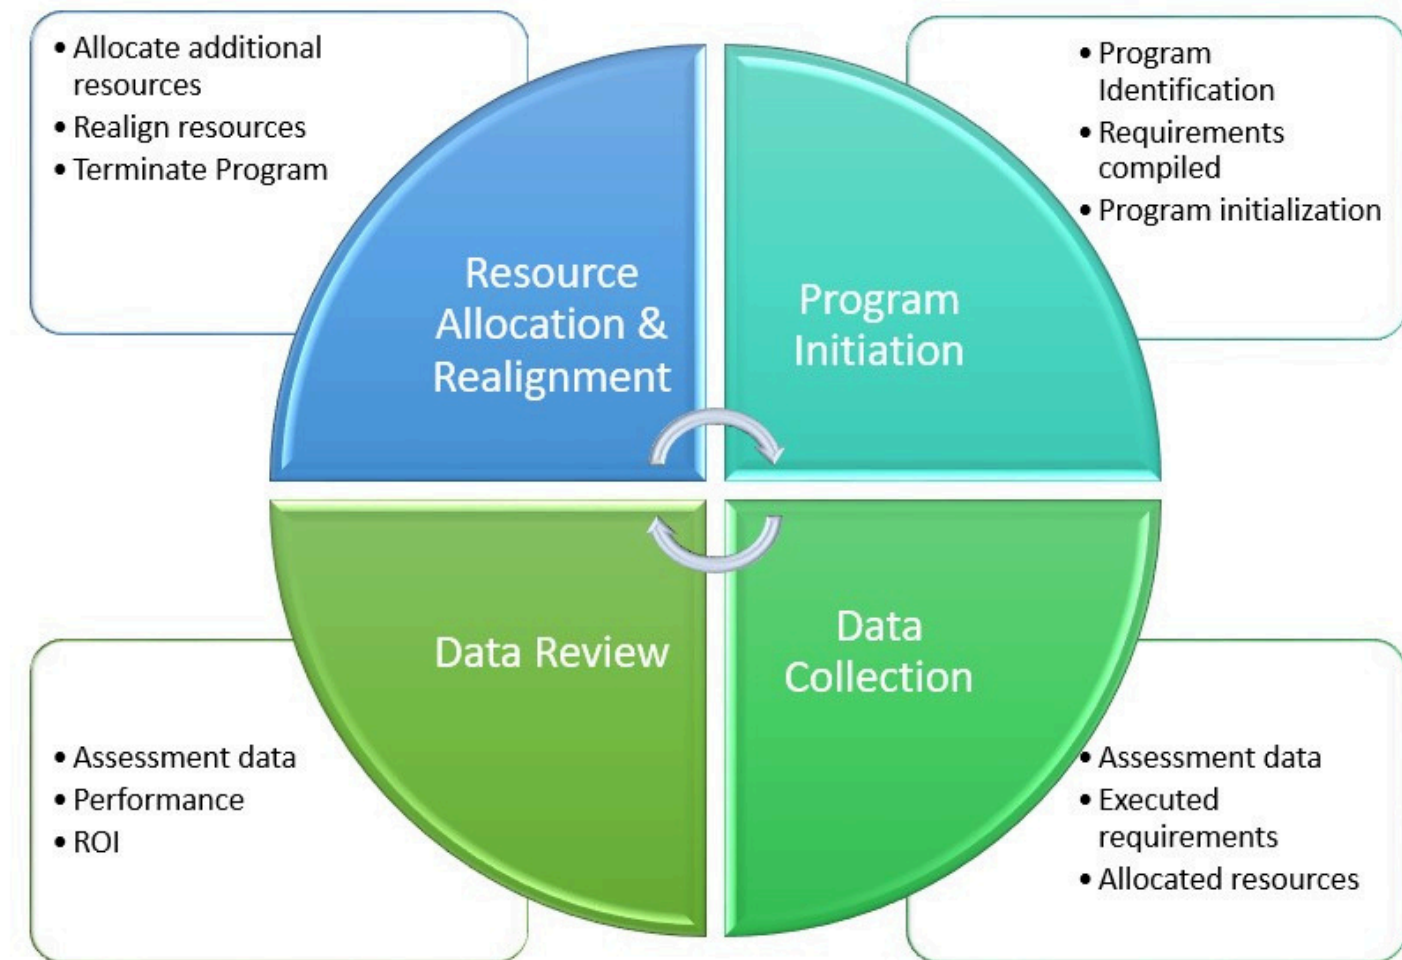 • Allocate additional
resources
• Realign resources
• Terminate Program
• Program
Identification
• Requirements
compiled
• Program initialization
Resource
Allocation &
Realignment
Program
Initiation
Data Review
Data
Collection
• Assessment data
• Performance
• ROI
• Assessment data
• Executed
requirements
• Allocated resources